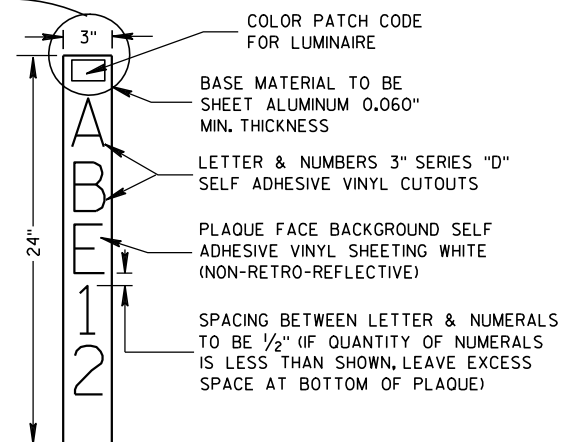 COLOR PATCH CODE
FOR LUMINAIRE
3"
BASE MATERIAL TO BE
SHEET ALUMINUM 0.060"
MIN. THICKNESS
A
B
E
1
2
LETTER & NUMBERS 3" SERIES "D"
SELF ADHESIVE VINYL CUTOUTS
24"
PLAQUE FACE BACKGROUND SELF
ADHESIVE VINYL SHEETING WHITE
(NON-RETRO-REFLECTIVE)
SPACING BETWEEN LETTER & NUMERALS
TO BE 1/2" (IF QUANTITY OF NUMERALS
IS LESS THAN SHOWN, LEAVE EXCESS
SPACE AT BOTTOM OF PLAQUE)